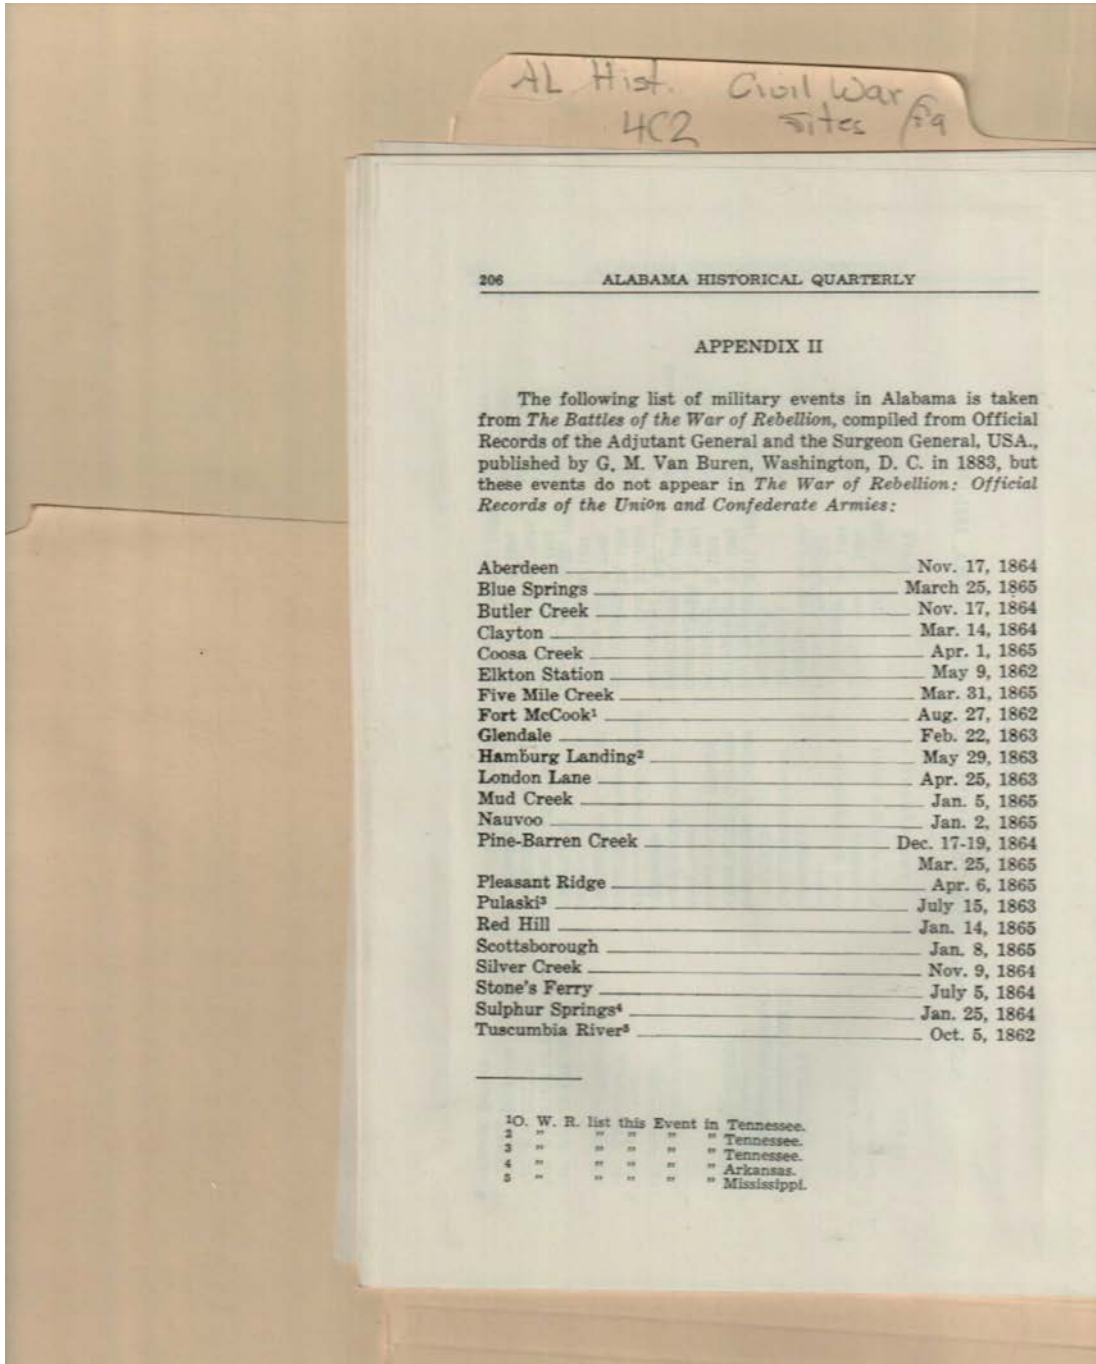 AL Hist. Civil War
4C2 Sites
206 ALABAMA HISTORICAL QUARTERLY
APPENDIX II
The following list of military events in Alabama is taken
from The Battles of the War of Rebellion, compiled from Official
Records of the Adjutant General and the Surgeon General, USA.,
published by G. M. Van Buren, Washington, D. C. in 1883, but
these events do not appear in The War of Rebellion: Official
Records of the Union and Confederate Armies:
Aberdeen Nov. 17, 1864
Blue Springs March 25, 1865
Butler Creek Nov. 17, 1864
Clayton Mar. 14, 1864
Coosa Creek Apr. 1, 1865
Elkton Station May 9, 1862
Five Mile Creek Mar. 31, 1865
Fort McCook¹ Aug. 27, 1862
Glendale Feb. 22, 1863
Hamburg Landing² May 29, 1863
London Lane Apr. 25, 1863
Mud Creek Jan. 5, 1865
Nauvoo Jan. 2, 1865
Pine-Barren Creek Dec. 17-19, 1864
Mar. 25, 1865
Pleasant Ridge Apr. 6, 1865
Pulaski³ July 15, 1863
Red Hill Jan. 14, 1865
Scottsborough Jan. 8, 1865
Silver Creek Nov. 9, 1864
Stone's Ferry July 5, 1864
Sulphur Springs⁴ Jan. 25, 1864
Tuscumbia River⁵ Oct. 5, 1862
¹O. W. R. list this Event in Tennessee.
2 " " " " " Tennessee.
3 " " " " " Tennessee.
4 " " " " " Arkansas.
5 " " " " " Mississippi.